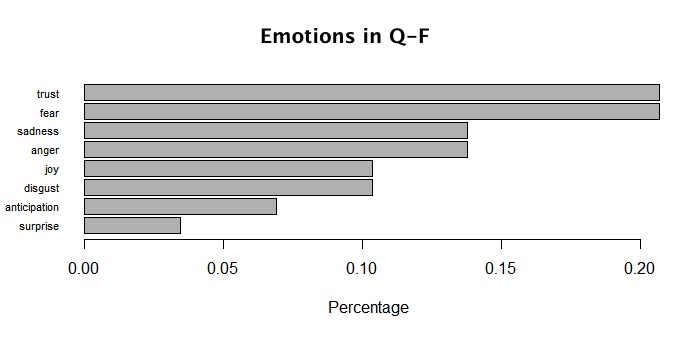 Emotions in Q-F
trust
fear
sadness
anger
joy
disgust
anticipation
surprise
0.00 0.05 0.10 0.15 0.20
Percentage